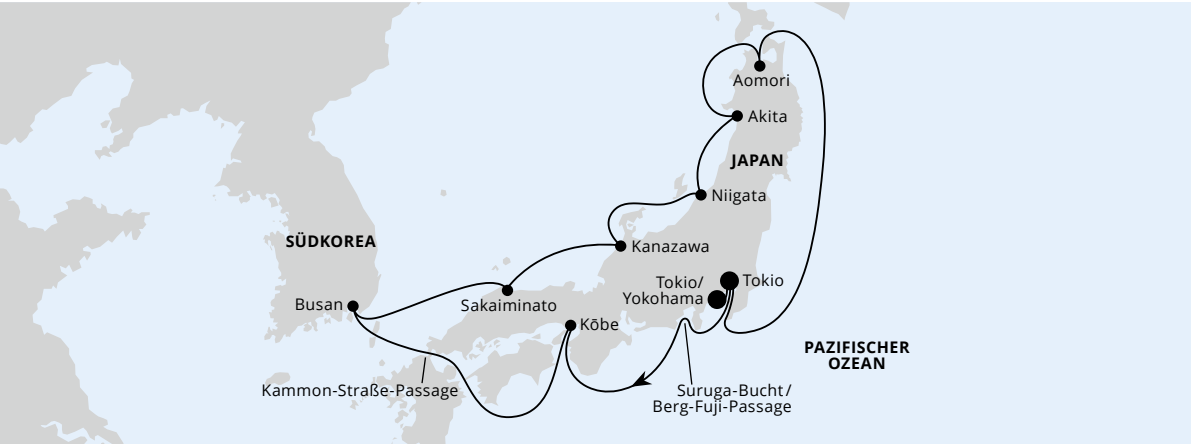 Aomori
Akita
JAPAN
Niigata
SÜDKOREA
Kanazawa
Tokio/
Yokohama
Tokio
Busan
Sakaiminato
Kōbe
PAZIFISCHER
OZEAN
Kammon-Straße-Passage
Suruga-Bucht/
Berg-Fuji-Passage